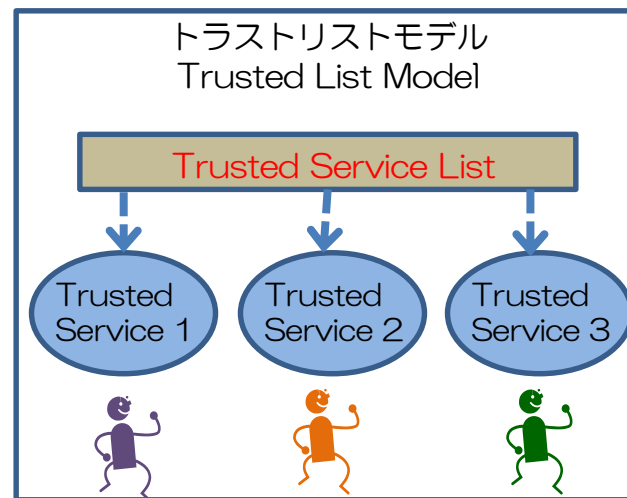 トラストリストモデル
Trusted List Model
Trusted Service List
Trusted
Service 1
Trusted
Service 2
Trusted
Service 3